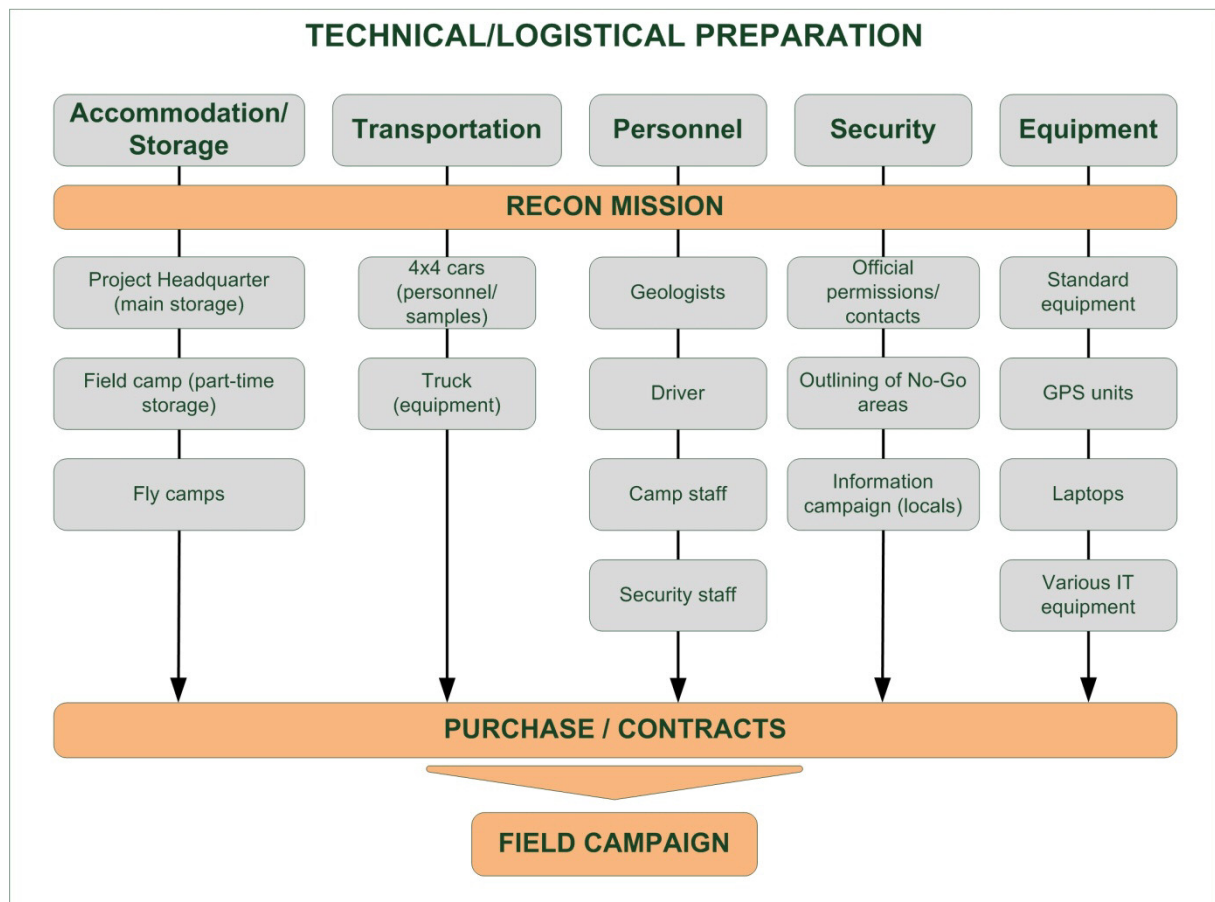 TECHNICAL/LOGISTICAL PREPARATION
Accommodation/
Storage
Transportation
Personnel
Security
Equipment
RECON MISSION
Project Headquarter
(main storage)
4x4 cars
(personnel/
samples)
Geologists
Official
permissions/
contacts
Standard
equipment
Field camp (part-time
storage)
Truck
(equipment)
Driver
Outlining of No-Go
areas
GPS units
Fly camps
Camp staff
Information
campaign (locals)
Laptops
Security staff
Various IT
equipment
PURCHASE / CONTRACTS
FIELD CAMPAIGN